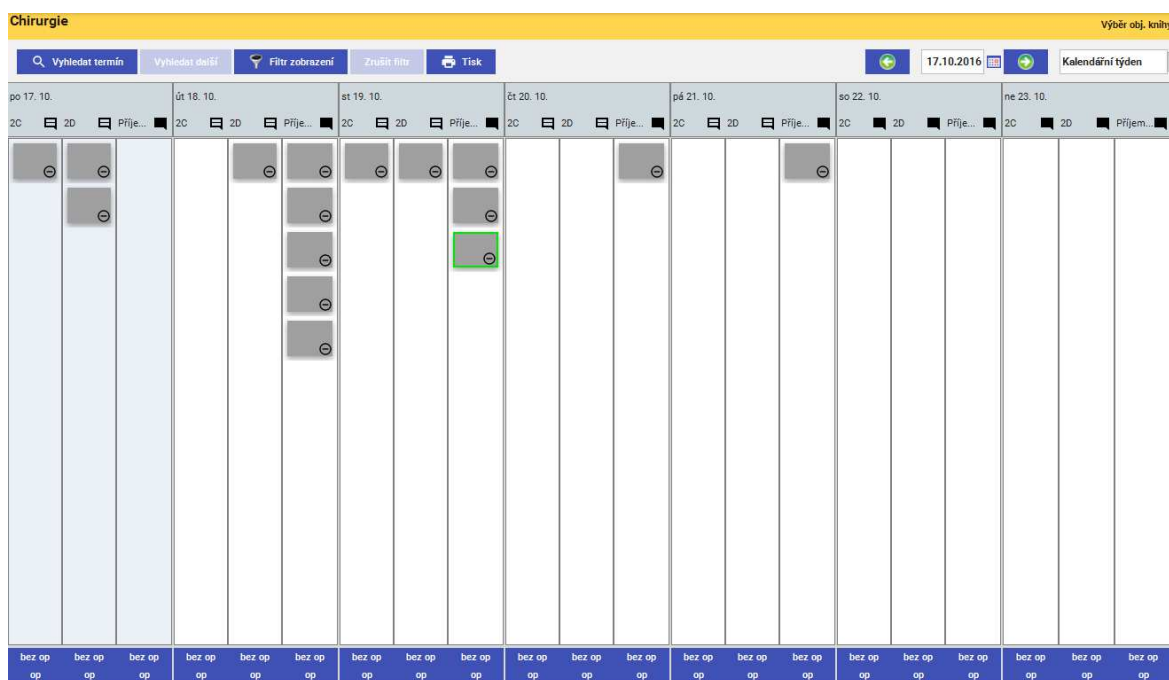 Chirurgie
Výběr obj. knihy
Vyhledat termín Vyhledat další Filtr zobrazení Zrušit filtr Tisk 17.10.2016 Kalendářní týden
po 17. 10. út 18. 10. st 19. 10. čt 20. 10. pá 21. 10. so 22. 10. ne 23. 10.
2C 2D Příje... 2C 2D Příje... 2C 2D Příje... 2C 2D Příje... 2C 2D Příje... 2C 2D Příje... 2C 2D Příjem...
bez op bez op bez op bez op bez op bez op bez op bez op bez op bez op bez op bez op bez op bez op bez op bez op bez op bez op bez op bez op bez op
op op op op op op op op op op op op op op op op op op op op op